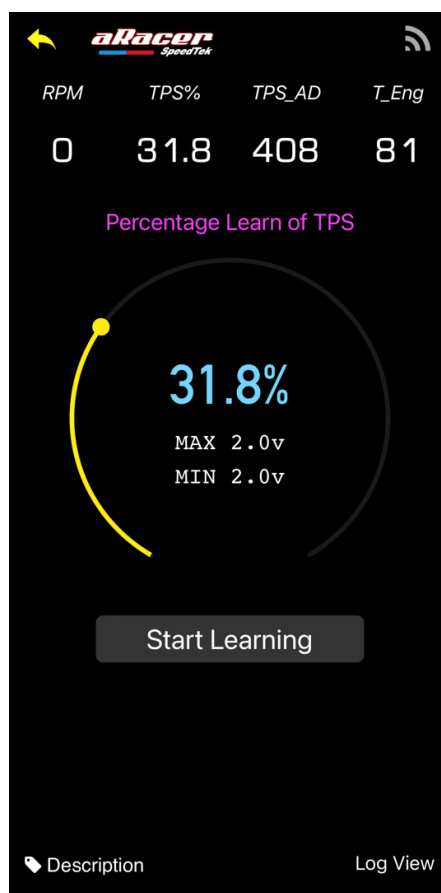 aRacer
SpeedTek
RPM TPS% TPS_AD T_Eng
0 31.8 408 81
Percentage Learn of TPS
31.8%
MAX 2.0v
MIN 2.0v
Start Learning
Description Log View